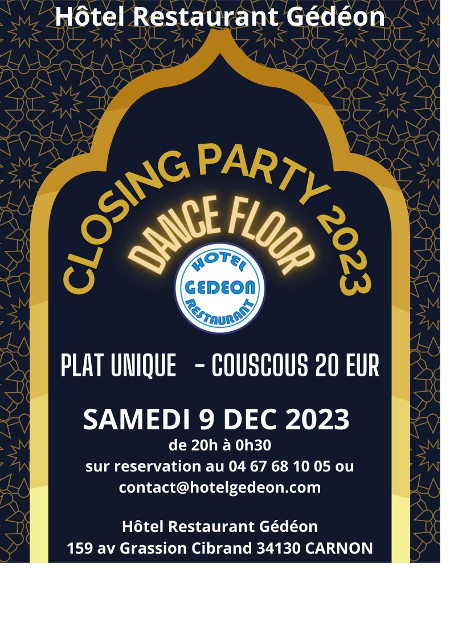 Hôtel Restaurant Gédéon
CLOSING PARTY 2023
DANCE FLOOR
HOTEL
GEDEON
RESTAURANT
PLAT UNIQUE - COUSCOUS 20 EUR
SAMEDI 9 DEC 2023
de 20h à 0h30
sur reservation au 04 67 68 10 05 ou
contact@hotelgedeon.com
Hôtel Restaurant Gédéon
159 av Grassion Cibrand 34130 CARNON